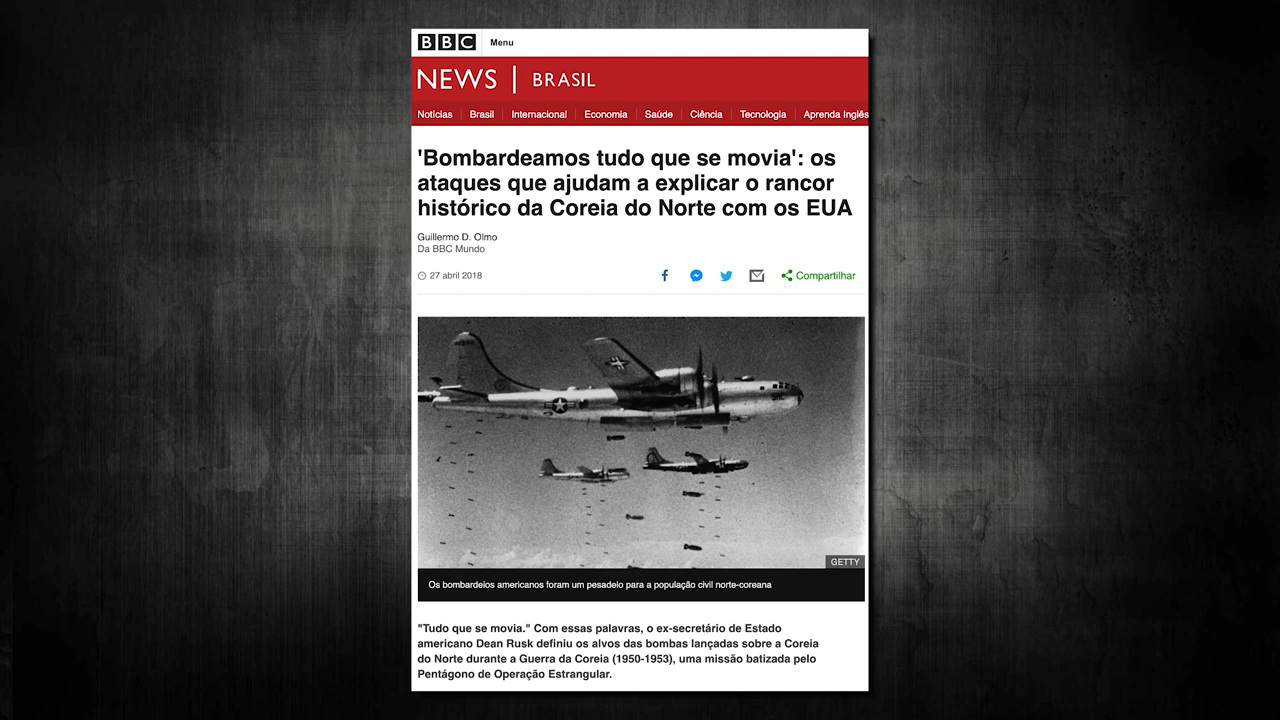 BBC Menu
NEWS | BRASIL
Notícias Brasil Internacional Economia Saúde Ciência Tecnologia Aprenda Inglês
'Bombardeamos tudo que se movia': os
ataques que ajudam a explicar o rancor
histórico da Coreia do Norte com os EUA
Guillermo D. Olmo
Da BBC Mundo
27 abril 2018
Compartilhar
GETTY
Os bombardeios americanos foram um pesadelo para a população civil norte-coreana
"Tudo que se movia." Com essas palavras, o ex-secretário de Estado
americano Dean Rusk definiu os alvos das bombas lançadas sobre a Coreia
do Norte durante a Guerra da Coreia (1950-1953), uma missão batizada pelo
Pentágono de Operação Estrangular.